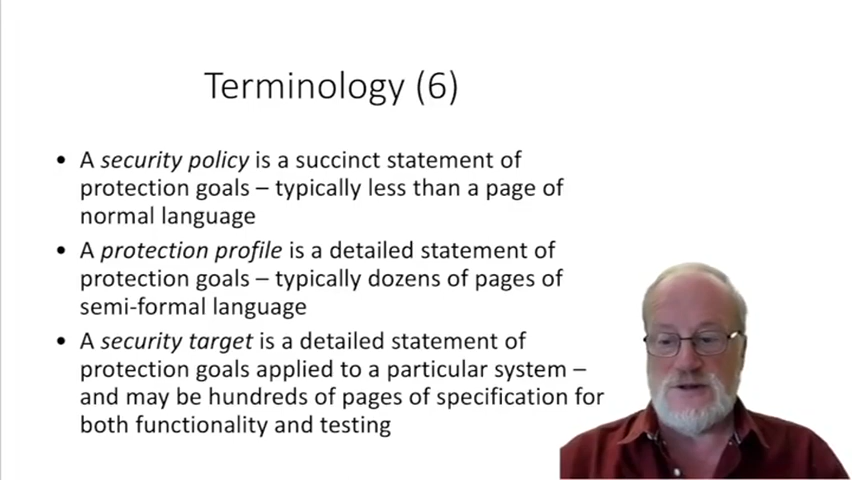 Terminology (6)
• A security policy is a succinct statement of
protection goals – typically less than a page of
normal language
• A protection profile is a detailed statement of
protection goals – typically dozens of pages of
semi-formal language
• A security target is a detailed statement of
protection goals applied to a particular system –
and may be hundreds of pages of specification for
both functionality and testing